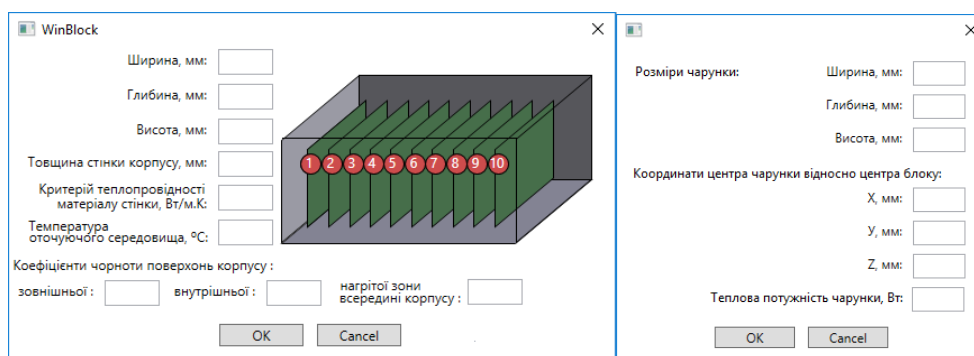 WinBlock
Ширина, мм:
Глибина, мм:
Висота, мм:
Товщина стінки корпусу, мм:
Критерій теплопровідності
матеріалу стінки, Вт/м.К:
Температура
оточуючого середовища, ºС:
1 2 3 4 5 6 7 8 9 10
Коефіцієнти чорноти поверхонь корпусу :
зовнішньої : внутрішньої : нагрітої зони
всередині корпусу :
OK Cancel
Розміри чарунки: Ширина, мм:
Глибина, мм:
Висота, мм:
Координати центра чарунки відносно центра блоку:
X, мм:
У, мм:
Z, мм:
Теплова потужність чарунки, Вт:
OK Cancel